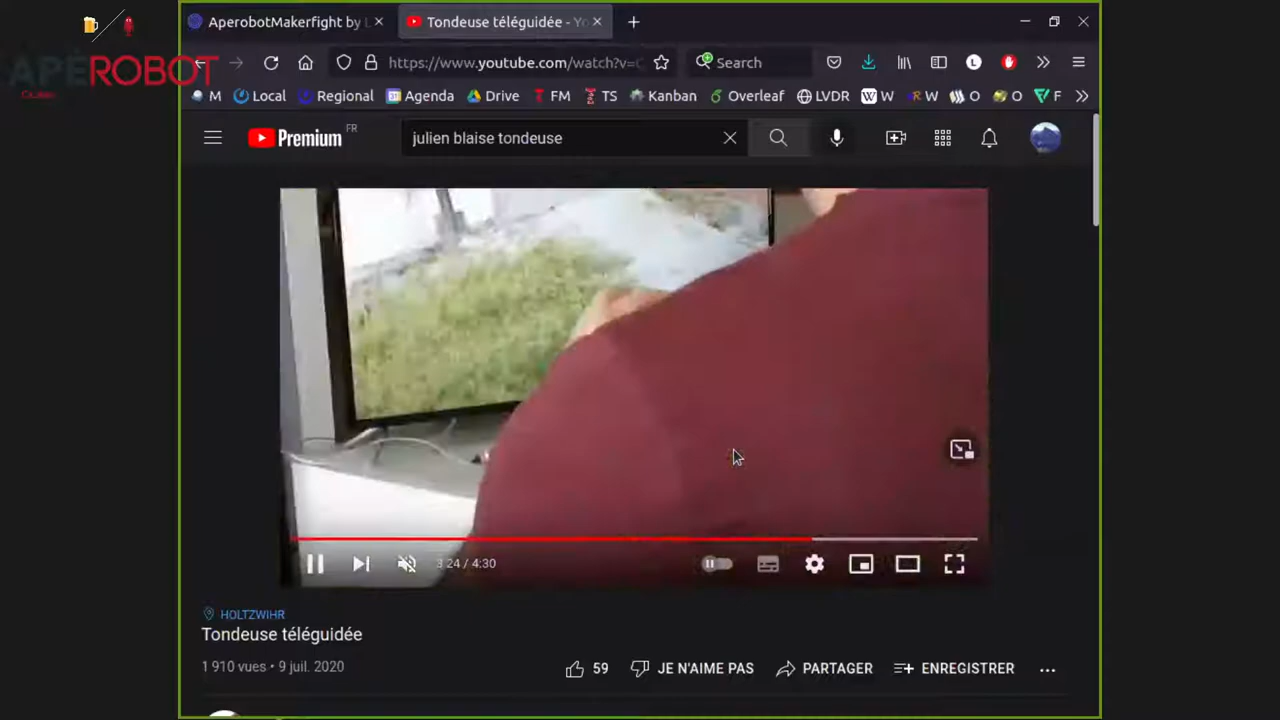 AperobotMakerfight by L
Tondeuse téléguidée - Yo
APÉROBOT
https://www.youtube.com/watch?v=C
Search
M
Local
Regional
Agenda
Drive
FM
TS
Kanban
Overleaf
LVDR
W
W
O
O
F
Premium FR
julien blaise tondeuse
3:24 / 4:30
HOLTZWIHR
Tondeuse téléguidée
1 910 vues • 9 juil. 2020
59
JE N'AIME PAS
PARTAGER
ENREGISTRER